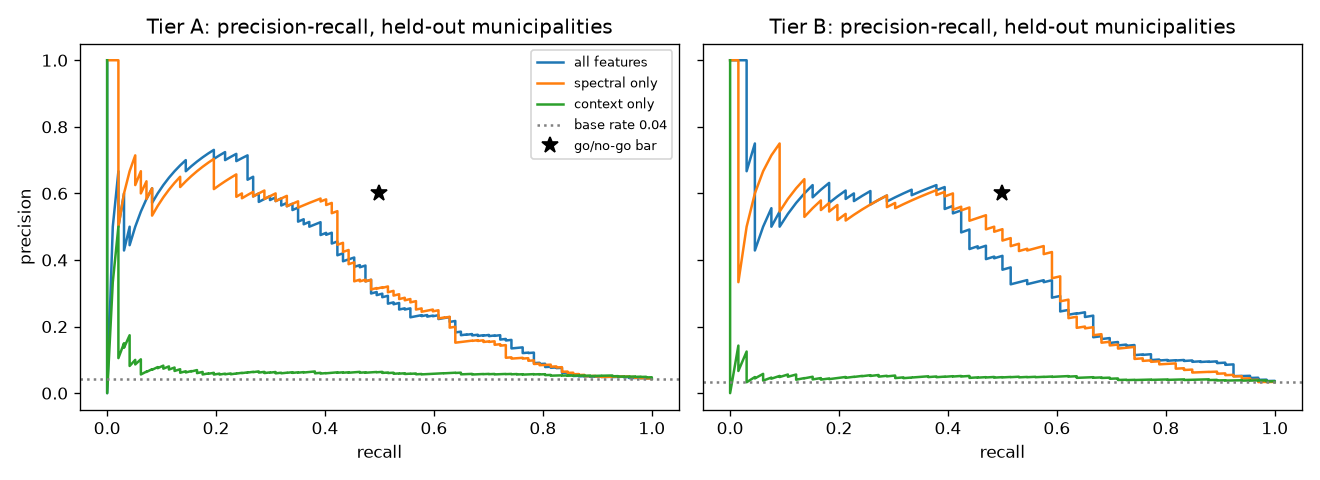 Tier A: precision-recall, held-out municipalities
Tier B: precision-recall, held-out municipalities
all features
spectral only
context only
base rate 0.04
go/no-go bar
precision
1.0
0.8
0.6
0.4
0.2
0.0
0.0 0.2 0.4 0.6 0.8 1.0
recall
0.0 0.2 0.4 0.6 0.8 1.0
recall